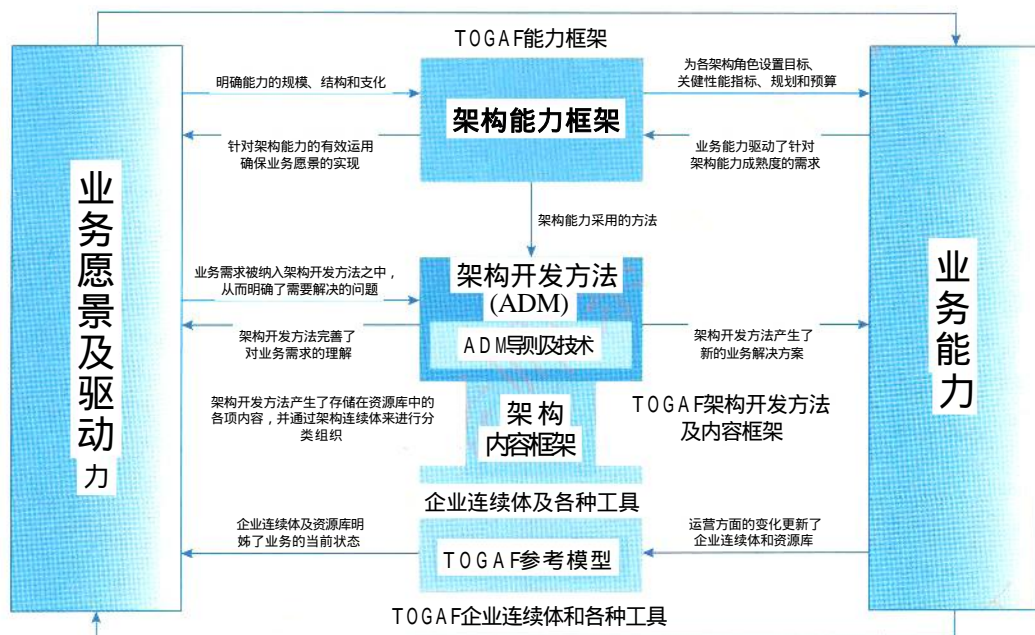 TOGAF能力框架
明确能力的规模、结构和支化
为各架构角色设置目标、
关健性能指标、规划和预算
架构能力框架
针对架构能力的有效运用
确保业务愿景的实现
业务能力驱动了针对
架构能力成熟度的需求
业务愿景及驱动力
业务能力
架构能力采用的方法
业务需求被纳入架构开发方法之中，
从而明确了需要解决的问题
架构开发方法
(ADM)
ADM导则及技术
架构开发方法完善了
对业务需求的理解
架构开发方法产生了
新的业务解决方案
架构开发方法产生了存储在资源库中的
各项内容，并通过架构连续体来进行分
类组织
架构
内容框架
TOGAF架构开发方法
及内容框架
企业连续体及各种工具
企业连续体及资源库明
姊了业务的当前状态
TOGAF参考模型
运营方面的变化更新了
企业连续体和资源库
TOGAF企业连续体和各种工具